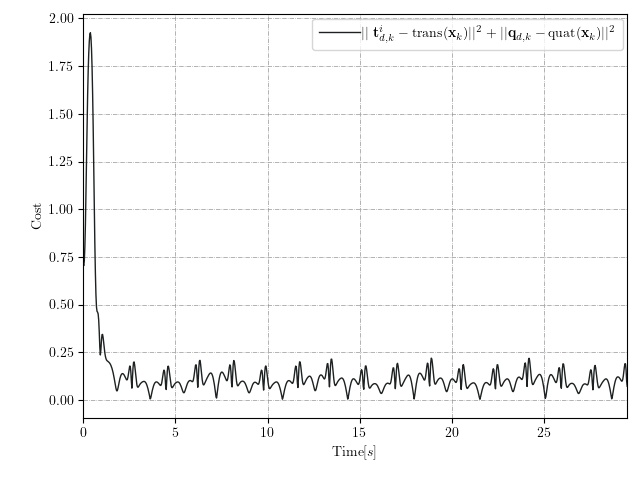 || t^i_{d,k} − trans(x_k)||^2 + ||q_{d,k} − quat(x_k)||^2
2.00
1.75
1.50
1.25
1.00
0.75
0.50
0.25
0.00
Cost
0 5 10 15 20 25
Time[s]